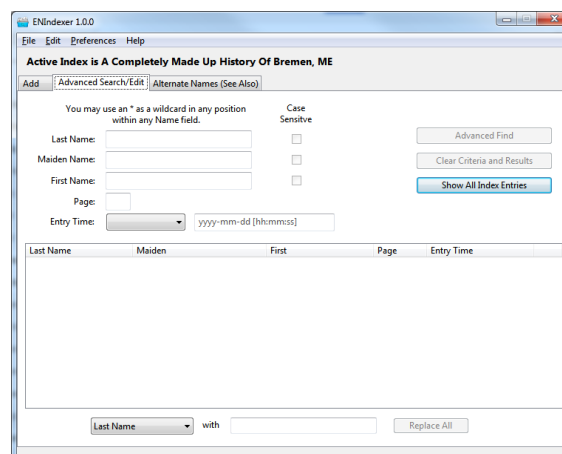 ENIndexer 1.0.0
File Edit Preferences Help
Active Index is A Completely Made Up History Of Bremen, ME
Add Advanced Search/Edit Alternate Names (See Also)
You may use an * as a wildcard in any position
within any Name field.
Case
Sensitve
Last Name:
Advanced Find
Maiden Name:
Clear Criteria and Results
First Name:
Show All Index Entries
Page:
Entry Time: yyyy-mm-dd [hh:mm:ss]
Last Name Maiden First Page Entry Time
Last Name with Replace All